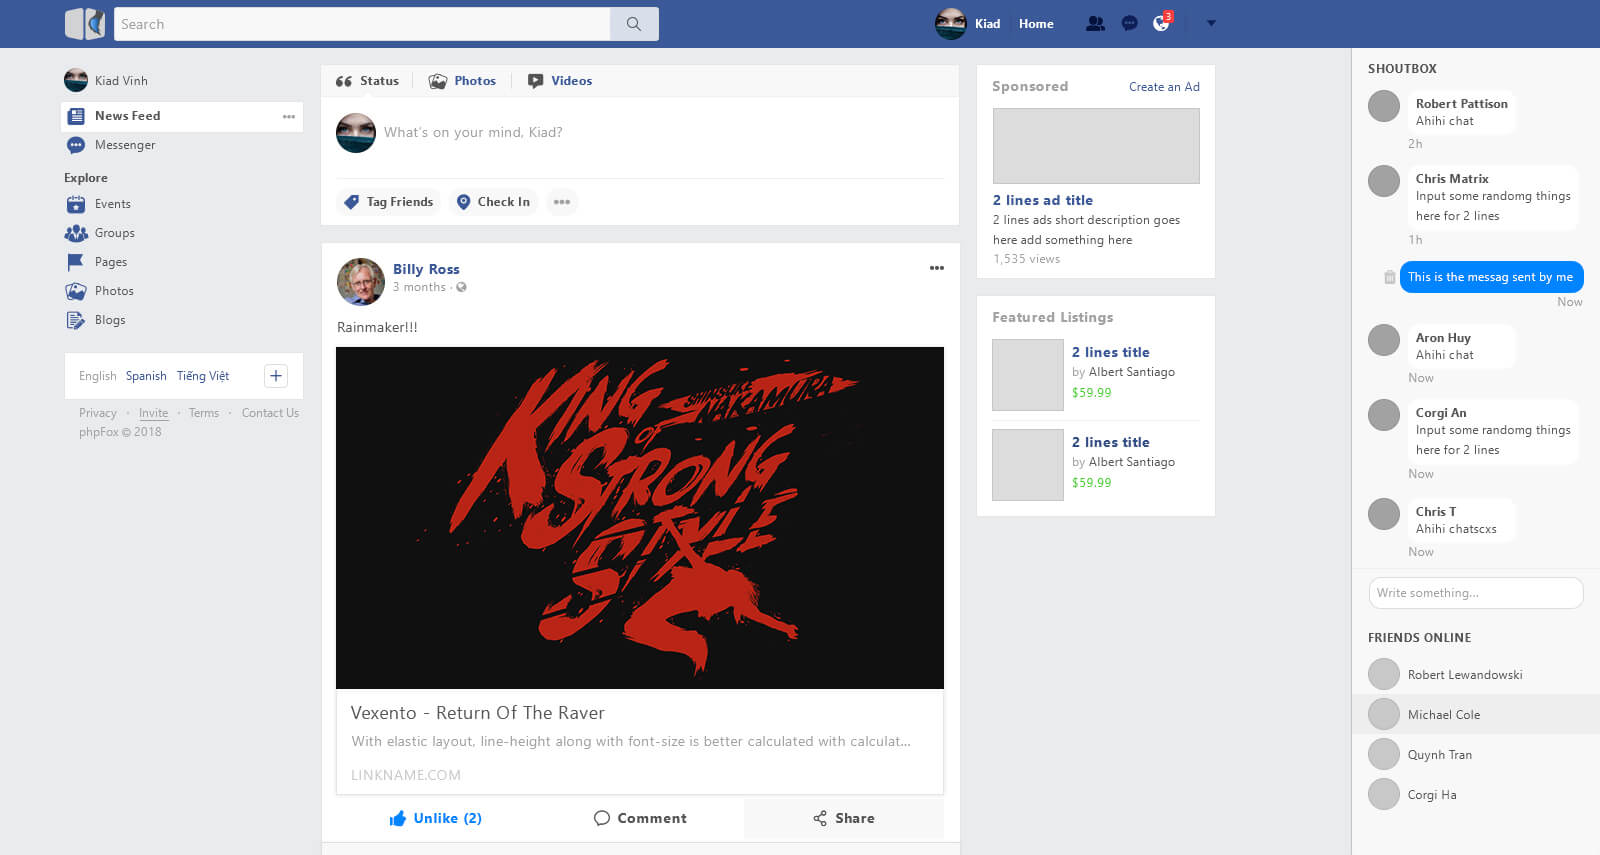 Search
Kiad
Home
3
Kiad Vinh
News Feed
Messenger
Explore
Events
Groups
Pages
Photos
Blogs
English Spanish Tiếng Việt
Privacy · Invite · Terms · Contact Us
phpFox © 2018
Status
Photos
Videos
What's on your mind, Kiad?
Tag Friends
Check In
Billy Ross
3 months ·
Rainmaker!!!
KING
OF
SHINSUKE
NAKAMURA
STRONG
STYLE
Vexento - Return Of The Raver
With elastic layout, line-height along with font-size is better calculated with calculat...
LINKNAME.COM
Unlike (2)
Comment
Share
Sponsored
Create an Ad
2 lines ad title
2 lines ads short description goes
here add something here
1,535 views
Featured Listings
2 lines title
by Albert Santiago
$59.99
2 lines title
by Albert Santiago
$59.99
SHOUTBOX
Robert Pattison
Ahihi chat
2h
Chris Matrix
Input some randomg things
here for 2 lines
1h
This is the messag sent by me
Now
Aron Huy
Ahihi chat
Now
Corgi An
Input some randomg things
here for 2 lines
Now
Chris T
Ahihi chatscxs
Now
Write something...
FRIENDS ONLINE
Robert Lewandowski
Michael Cole
Quynh Tran
Corgi Ha